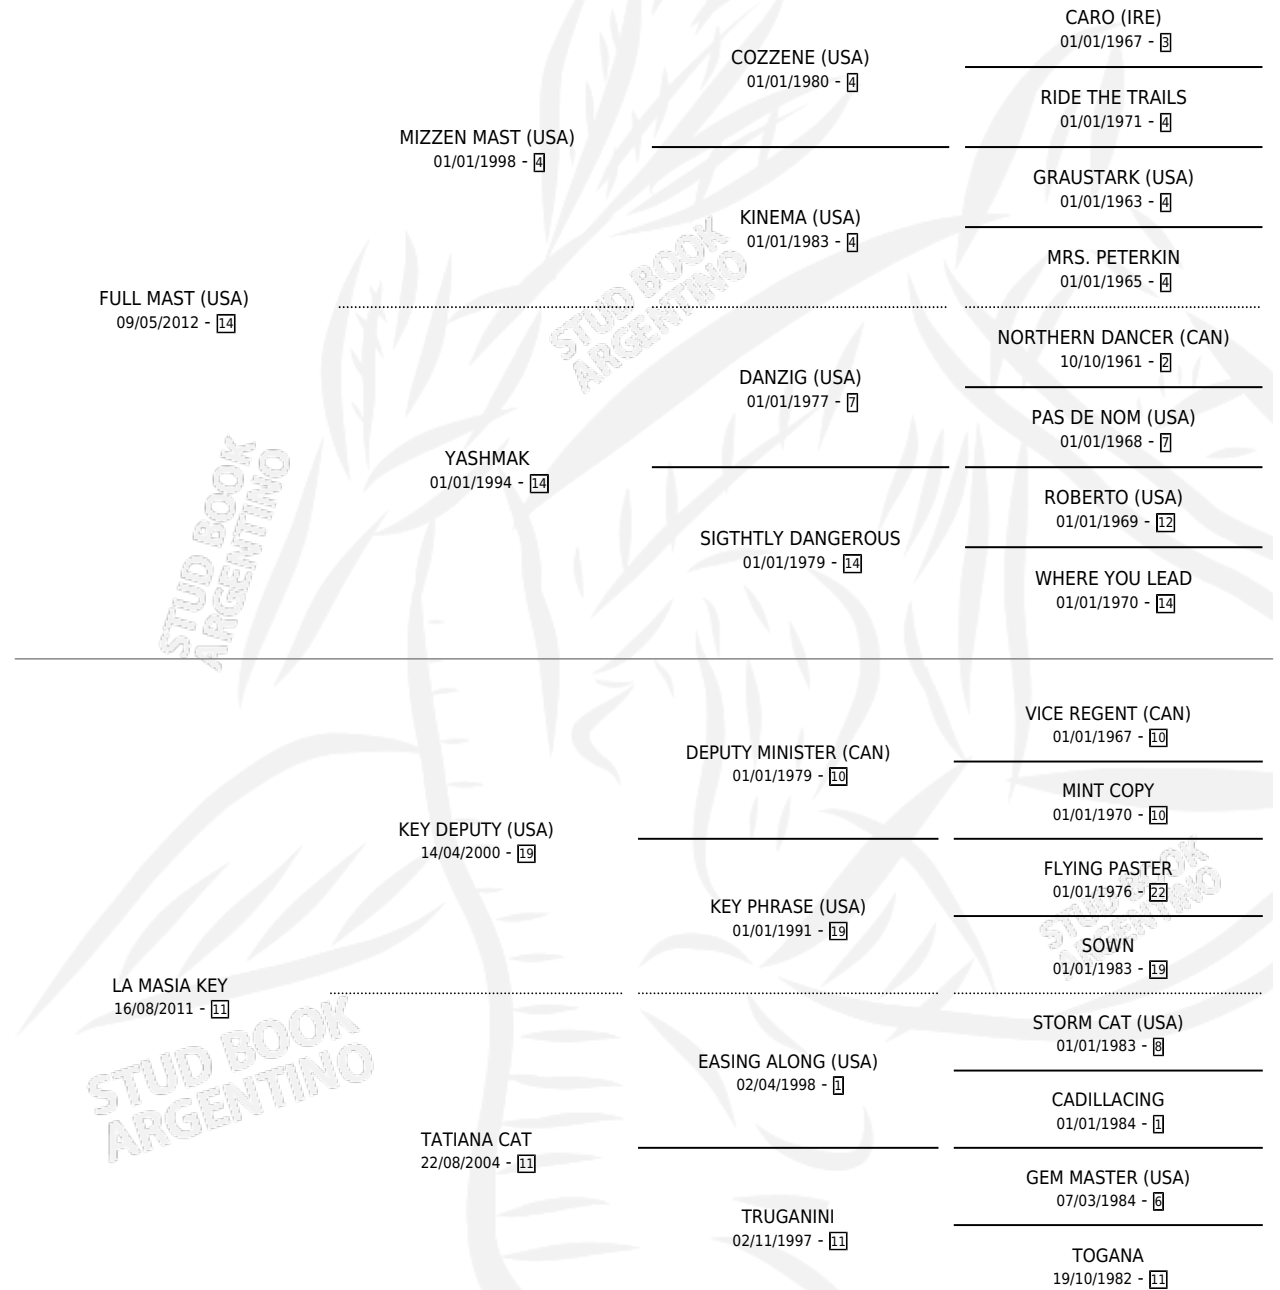 CARO (IRE)
01/01/1967 - 3
COZZENE (USA)
01/01/1980 - 4
RIDE THE TRAILS
01/01/1971 - 4
MIZZEN MAST (USA)
01/01/1998 - 4
GRAUSTARK (USA)
01/01/1963 - 4
KINEMA (USA)
01/01/1983 - 4
MRS. PETERKIN
01/01/1965 - 4
FULL MAST (USA)
09/05/2012 - 14
NORTHERN DANCER (CAN)
10/10/1961 - 2
DANZIG (USA)
01/01/1977 - 7
PAS DE NOM (USA)
01/01/1968 - 7
YASHMAK
01/01/1994 - 14
ROBERTO (USA)
01/01/1969 - 12
SIGTHTLY DANGEROUS
01/01/1979 - 14
WHERE YOU LEAD
01/01/1970 - 14
VICE REGENT (CAN)
01/01/1967 - 10
DEPUTY MINISTER (CAN)
01/01/1979 - 10
MINT COPY
01/01/1970 - 10
KEY DEPUTY (USA)
14/04/2000 - 19
FLYING PASTER
01/01/1976 - 22
KEY PHRASE (USA)
01/01/1991 - 19
SOWN
01/01/1983 - 19
LA MASIA KEY
16/08/2011 - 11
STORM CAT (USA)
01/01/1983 - 8
EASING ALONG (USA)
02/04/1998 - 1
CADILLACING
01/01/1984 - 1
TATIANA CAT
22/08/2004 - 11
GEM MASTER (USA)
07/03/1984 - 6
TRUGANINI
02/11/1997 - 11
TOGANA
19/10/1982 - 11
STUD BOOK
ARGENTINO
STUD BOOK
ARGENTINO
STUD BOOK
ARGENTINO
STUD BOOK
ARGENTINO